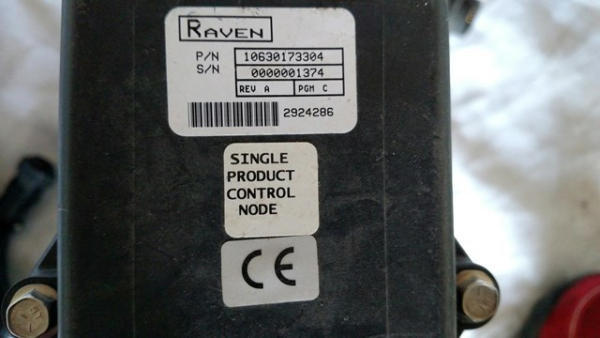 RAVEN
P/N 10630173304
S/N 0000001374
REV A PGM C
2924286
SINGLE
PRODUCT
CONTROL
NODE
CE